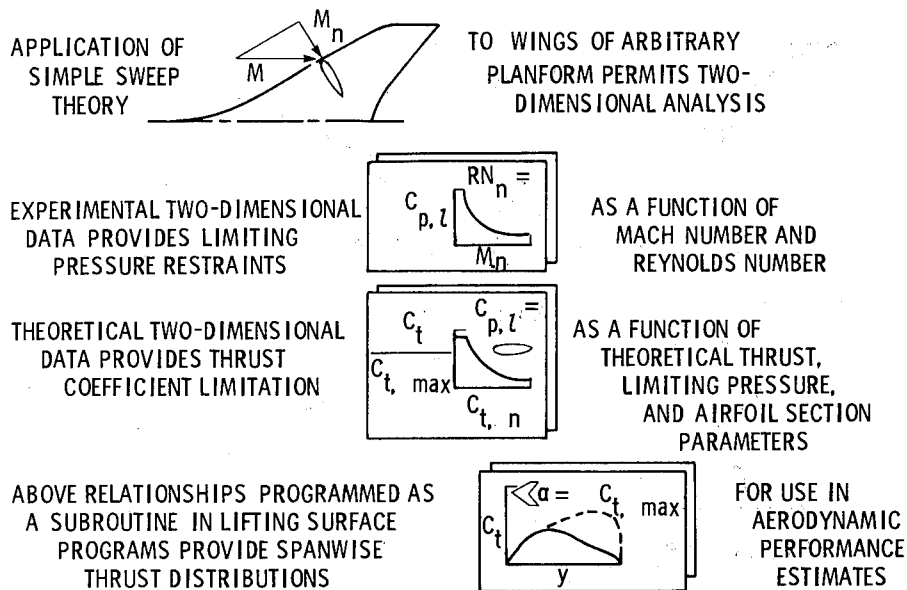 APPLICATION OF
SIMPLE SWEEP
THEORY
M
M_n
TO WINGS OF ARBITRARY
PLANFORM PERMITS TWO-
DIMENSIONAL ANALYSIS
EXPERIMENTAL TWO-DIMENSIONAL
DATA PROVIDES LIMITING
PRESSURE RESTRAINTS
RN_n =
C_p, l
M_n
AS A FUNCTION OF
MACH NUMBER AND
REYNOLDS NUMBER
THEORETICAL TWO-DIMENSIONAL
DATA PROVIDES THRUST
COEFFICIENT LIMITATION
C_t
C_t, max
C_p, l =
C_t, n
AS A FUNCTION OF
THEORETICAL THRUST,
LIMITING PRESSURE,
AND AIRFOIL SECTION
PARAMETERS
ABOVE RELATIONSHIPS PROGRAMMED AS
A SUBROUTINE IN LIFTING SURFACE
PROGRAMS PROVIDE SPANWISE
THRUST DISTRIBUTIONS
α =
C_t, max
C_t
y
FOR USE IN
AERODYNAMIC
PERFORMANCE
ESTIMATES